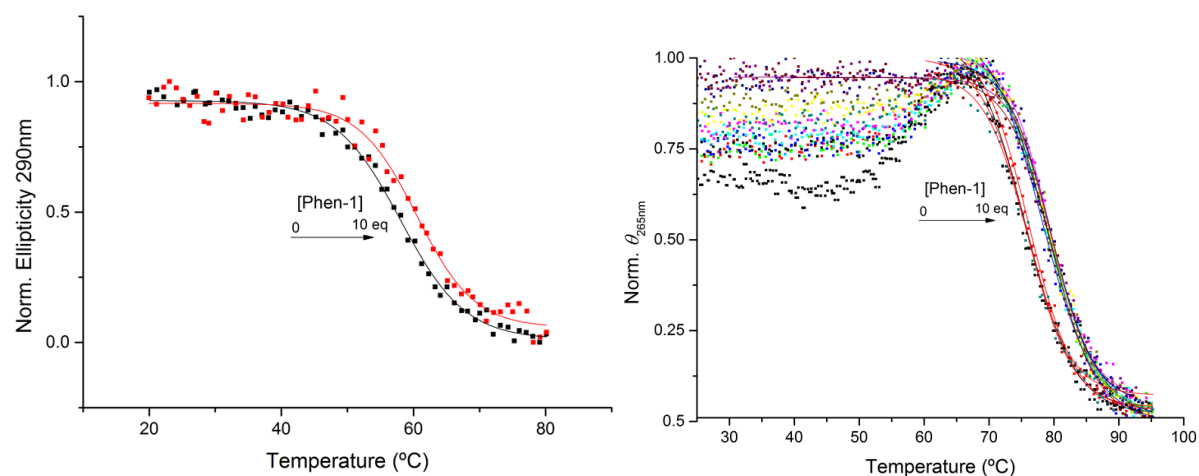 Norm. Ellipticity 290nm
1.0
0.5
0.0
[Phen-1]
0 10 eq
20 40 60 80
Temperature (ºC)
Norm. θ265nm
1.00
0.75
0.50
0.25
0.5
[Phen-1]
0 10 eq
30 40 50 60 70 80 90 100
Temperature (ºC)